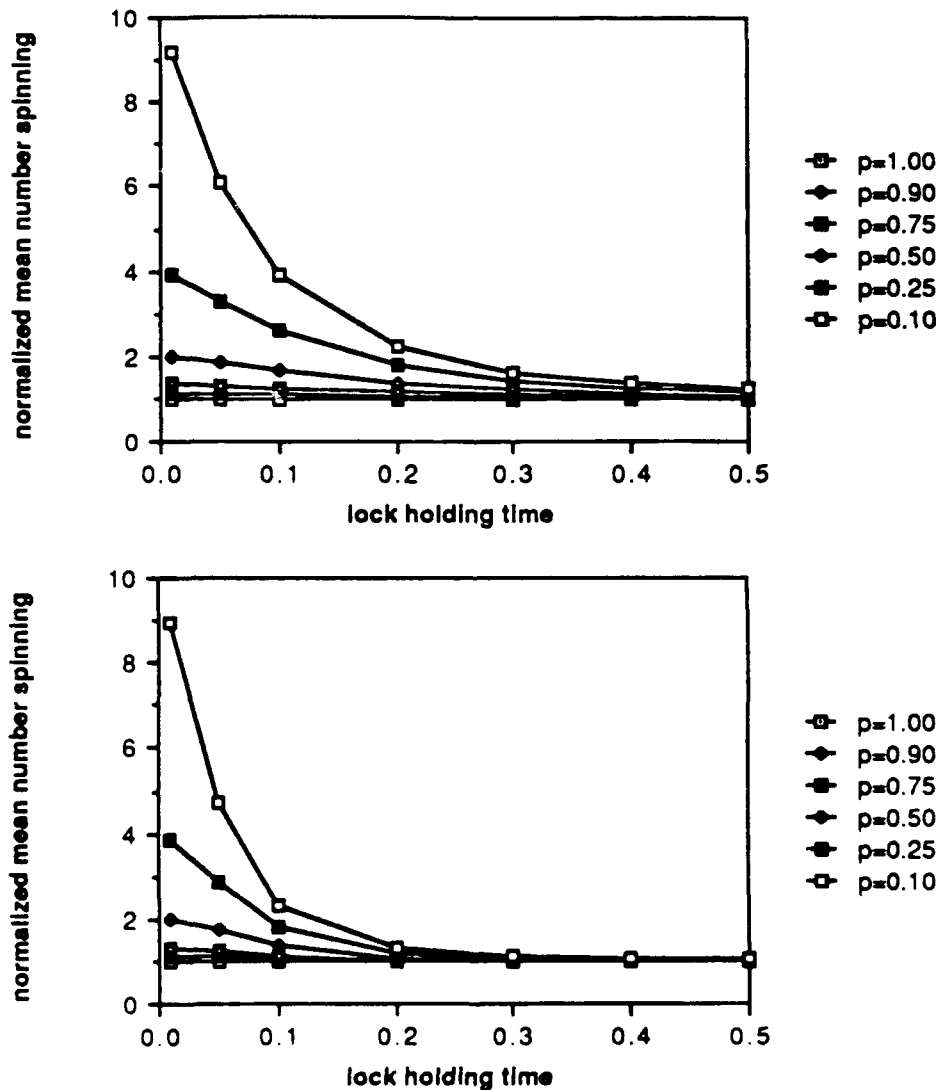 normalized mean number spinning
10
8
6
4
2
0
0.0 0.1 0.2 0.3 0.4 0.5
lock holding time
p=1.00
p=0.90
p=0.75
p=0.50
p=0.25
p=0.10
normalized mean number spinning
10
8
6
4
2
0
0.0 0.1 0.2 0.3 0.4 0.5
lock holding time
p=1.00
p=0.90
p=0.75
p=0.50
p=0.25
p=0.10